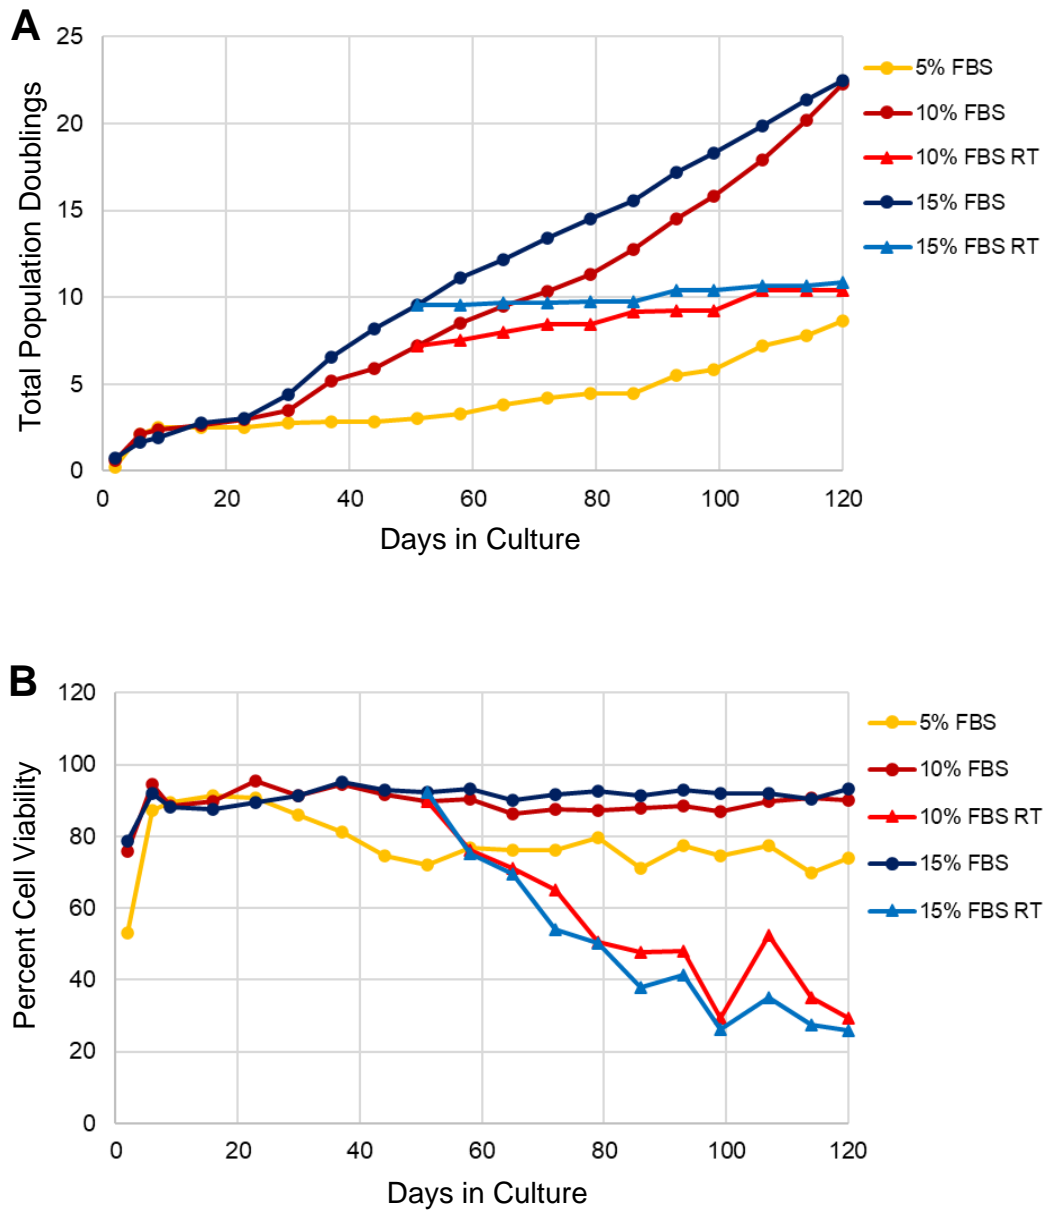 A
25
20
15
10
5
0
Total Population Doublings
0 20 40 60 80 100 120
Days in Culture
5% FBS
10% FBS
10% FBS RT
15% FBS
15% FBS RT
B
120
100
80
60
40
20
0
Percent Cell Viability
0 20 40 60 80 100 120
Days in Culture
5% FBS
10% FBS
10% FBS RT
15% FBS
15% FBS RT